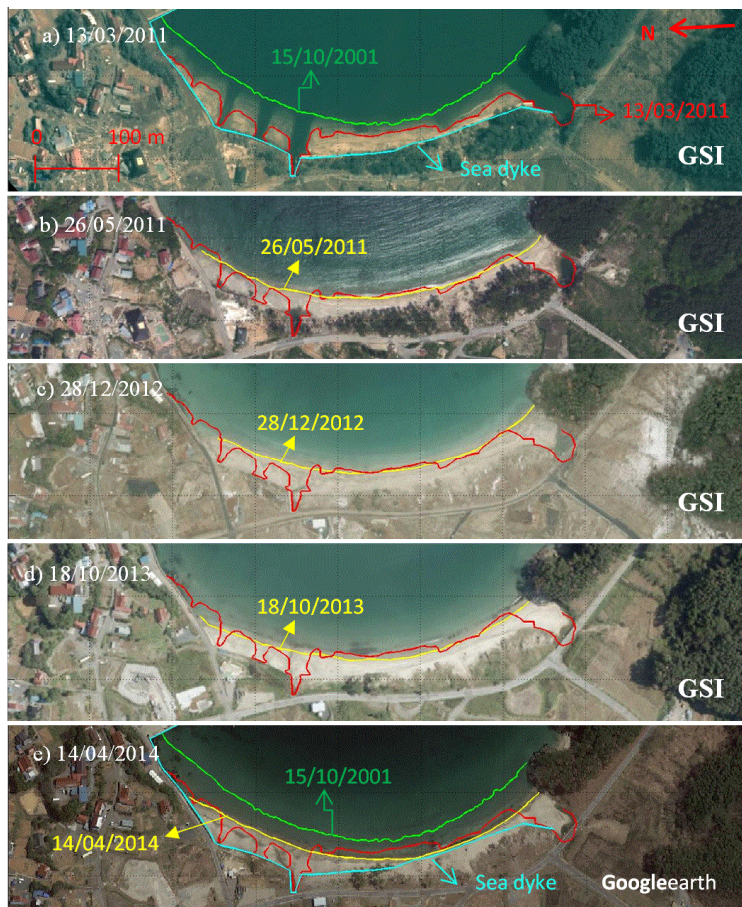 a) 13/03/2011
N
15/10/2001
13/03/2011
0 100 m
Sea dyke
GSI
b) 26/05/2011
26/05/2011
GSI
c) 28/12/2012
28/12/2012
GSI
d) 18/10/2013
18/10/2013
GSI
e) 14/04/2014
15/10/2001
14/04/2014
Sea dyke
Googleearth